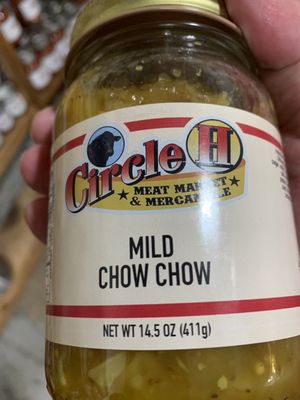 Circle H
MEAT MARKET
& MERCANTILE
MILD
CHOW CHOW
NET WT 14.5 OZ (411g)